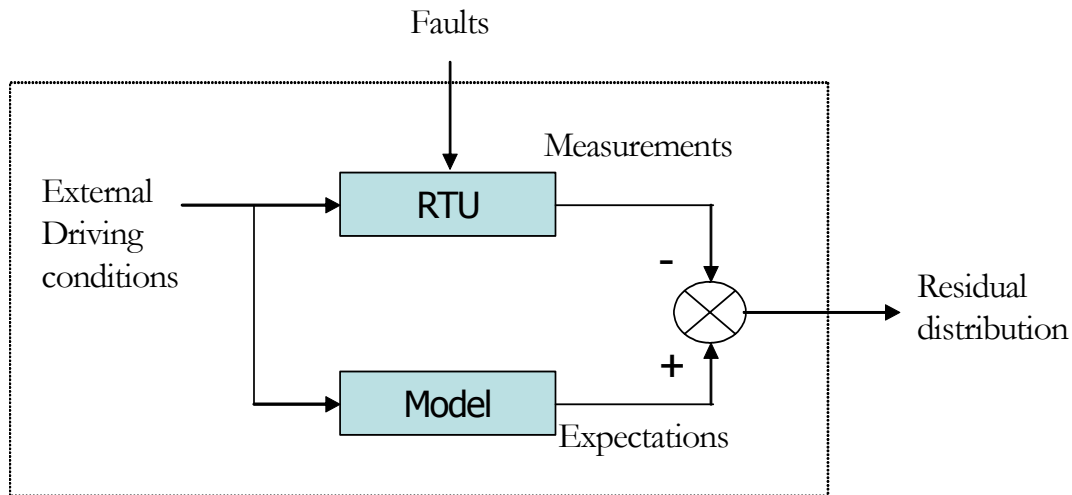 Faults
Measurements
External
Driving
conditions
RTU
-
Residual
distribution
+
Model
Expectations